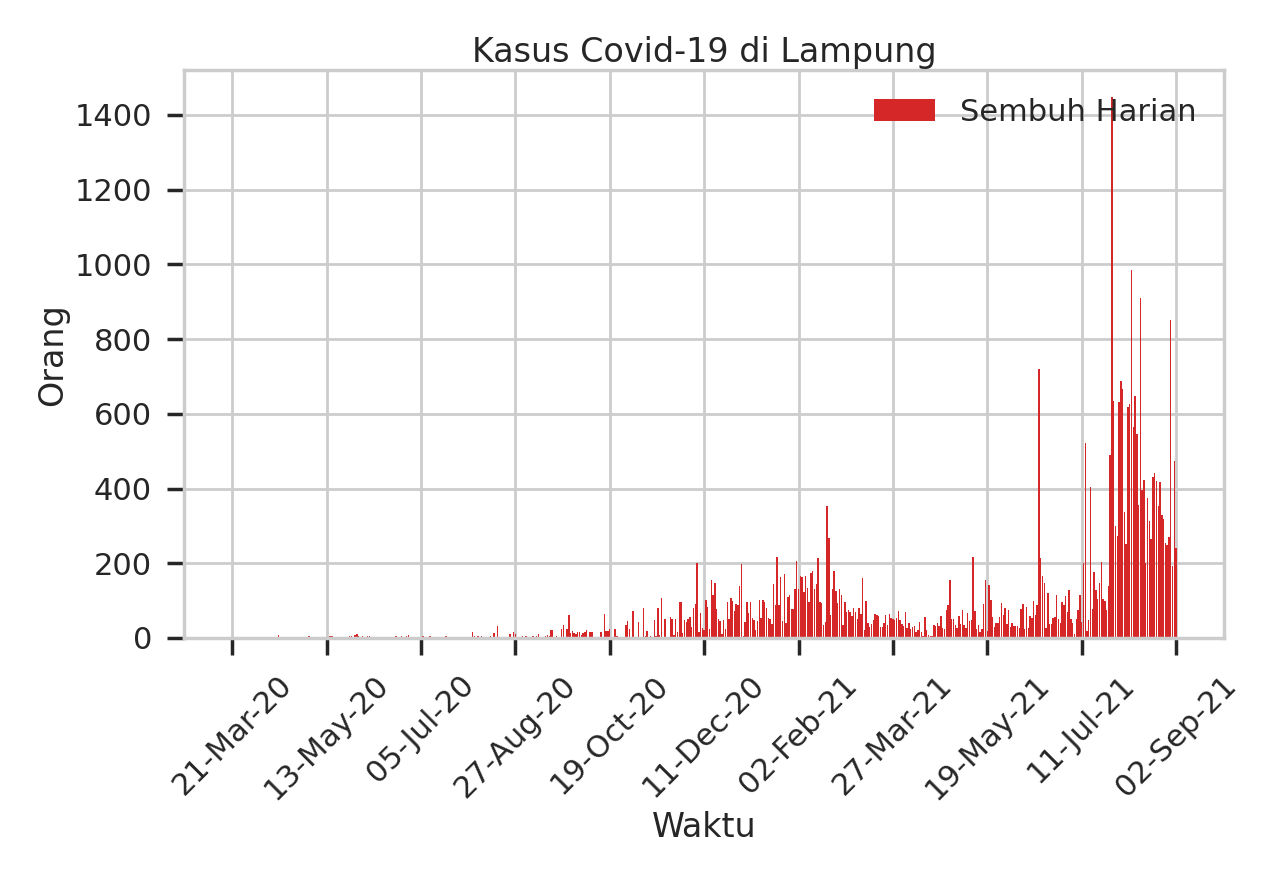 Kasus Covid-19 di Lampung
Sembuh Harian
1400
1200
1000
800
600
400
200
0
Orang
21-Mar-20
13-May-20
05-Jul-20
27-Aug-20
19-Oct-20
11-Dec-20
02-Feb-21
27-Mar-21
19-May-21
11-Jul-21
02-Sep-21
Waktu